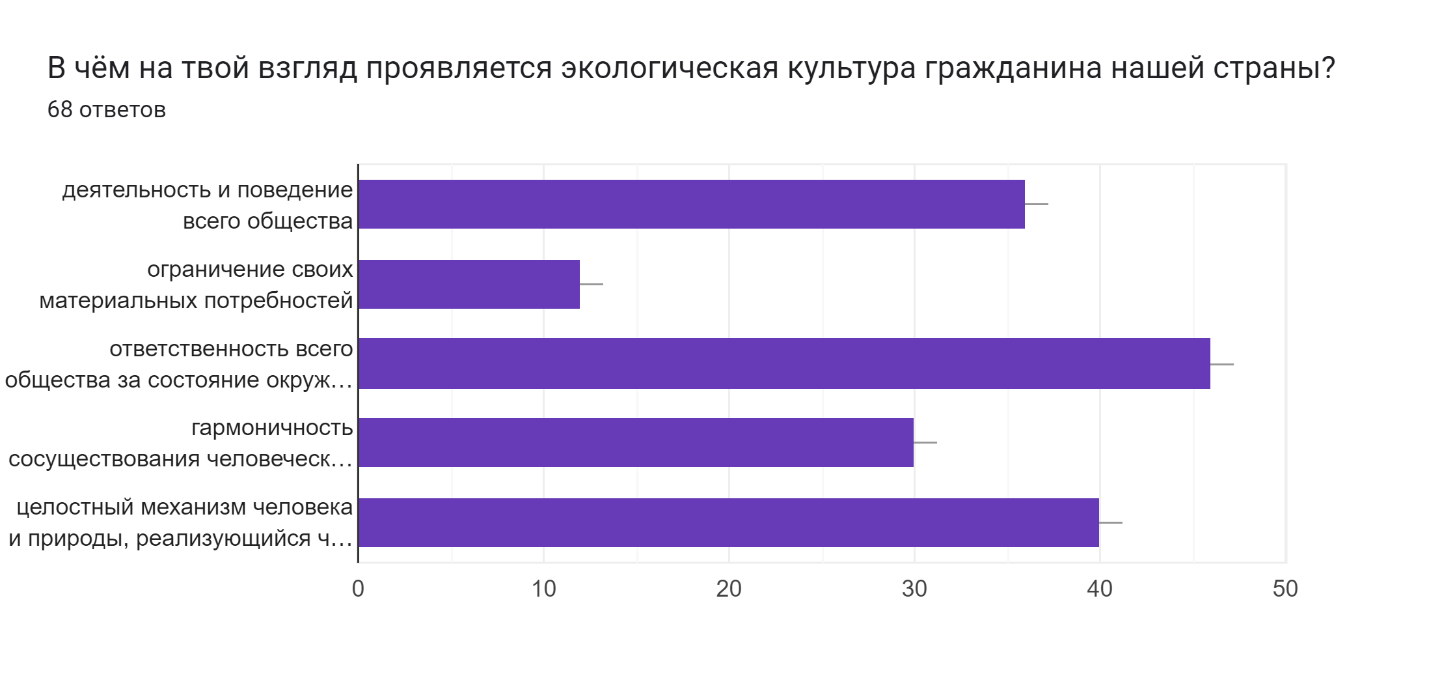 В чём на твой взгляд проявляется экологическая культура гражданина нашей страны?
68 ответов
деятельность и поведение
всего общества
ограничение своих
материальных потребностей
ответственность всего
общества за состояние окруж…
гармоничность
сосуществования человеческ…
целостный механизм человека
и природы, реализующийся ч…
0 10 20 30 40 50